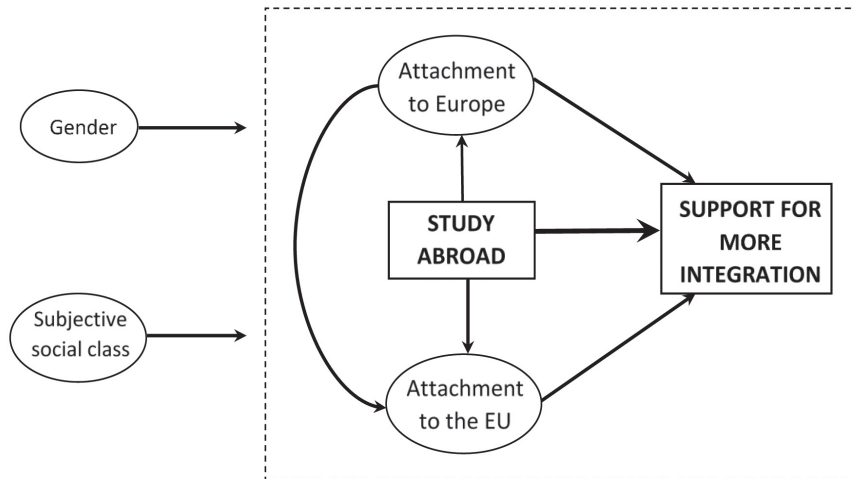 Attachment
to Europe
Gender
STUDY
ABROAD
SUPPORT FOR
MORE
INTEGRATION
Subjective
social class
Attachment
to the EU